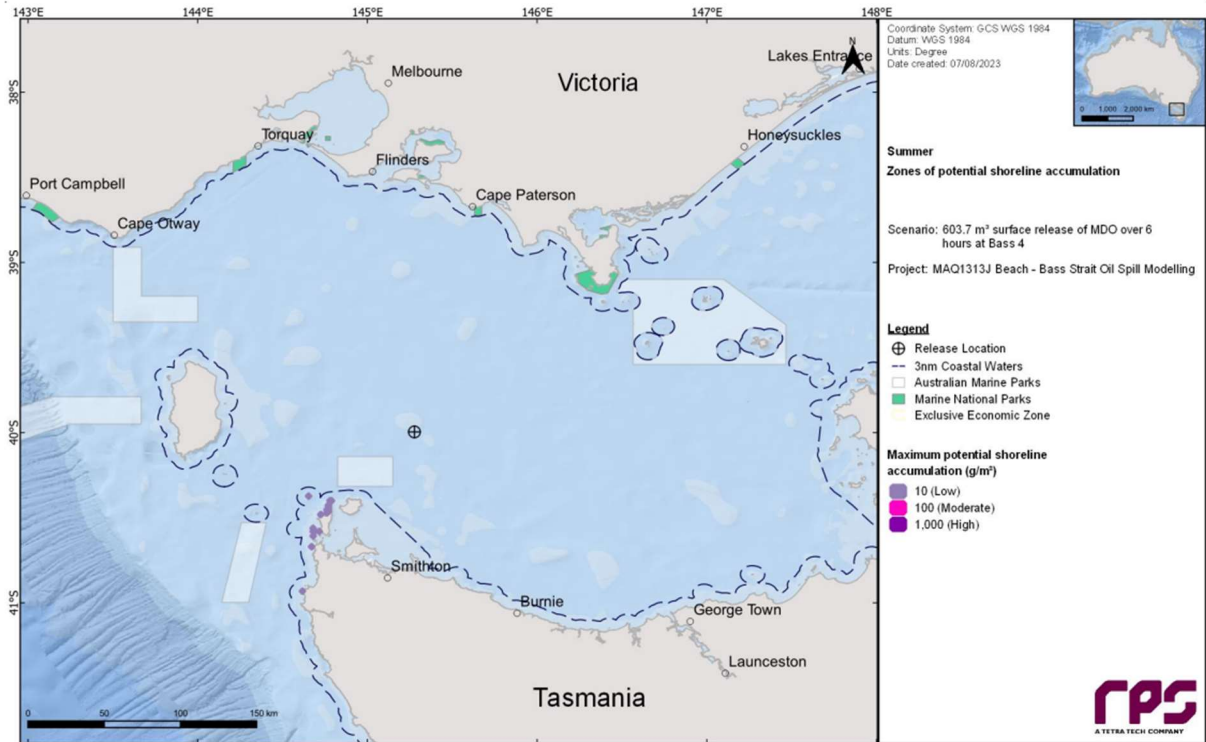 143°E 144°E 145°E 146°E 147°E 148°E
38°S
39°S
40°S
41°S
Melbourne
Victoria
Lakes Entrance
N
Torquay
Honeysuckles
Flinders
Port Campbell
Cape Paterson
Cape Otway
Smithton
Burnie
George Town
Launceston
Tasmania
0 50 100 150 km
Coordinate System: GCS WGS 1984
Datum: WGS 1984
Units: Degree
Date created: 07/08/2023
0 1,000 2,000 km
Summer
Zones of potential shoreline accumulation
Scenario: 603.7 m³ surface release of MDO over 6
hours at Bass 4
Project: MAQ1313J Beach - Bass Strait Oil Spill Modelling
Legend
Release Location
3nm Coastal Waters
Australian Marine Parks
Marine National Parks
Exclusive Economic Zone
Maximum potential shoreline
accumulation (g/m²)
10 (Low)
100 (Moderate)
1,000 (High)
rps
A TETRA TECH COMPANY